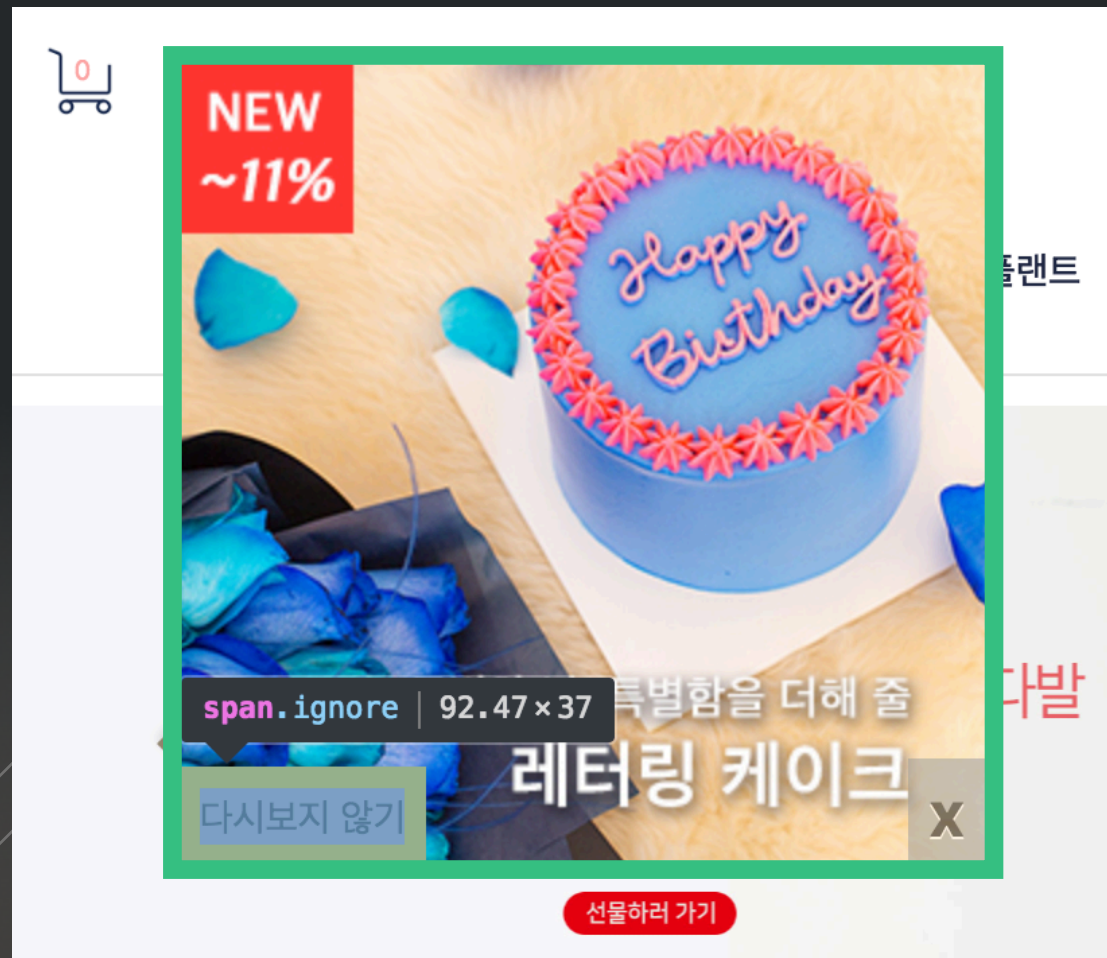 0
NEW
~11%
Happy
Birthday
플랜트
다발
특별함을 더해 줄
레터링 케이크
span.ignore 92.47×37
다시보지 않기
X
선물하러 가기